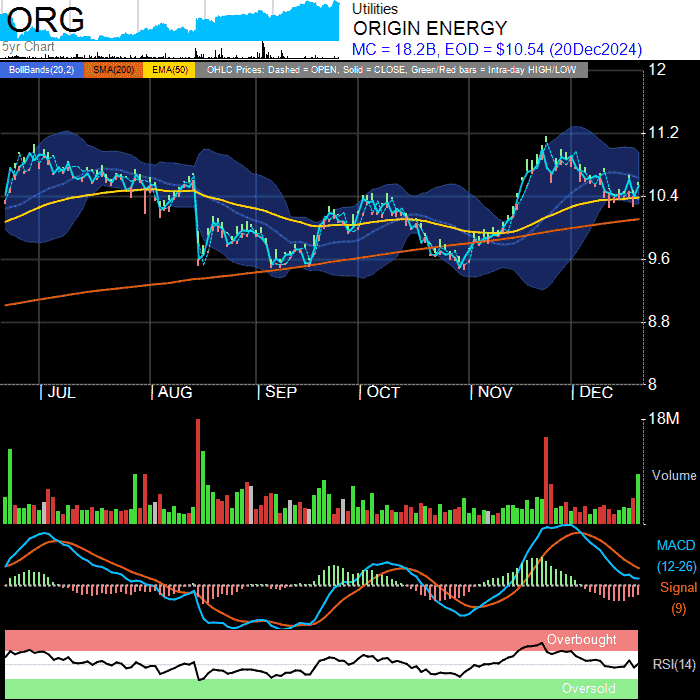 ORG
5yr Chart
Utilities
ORIGIN ENERGY
MC = 18.2B, EOD = $10.54 (20Dec2024)
BollBands(20,2) SMA(200) EMA(50) OHLC Prices: Dashed = OPEN, Solid = CLOSE, Green/Red bars = Intra-day HIGH/LOW
12
11.2
10.4
9.6
8.8
8
JUL AUG SEP OCT NOV DEC
18M
Volume
MACD
(12-26)
Signal
(9)
Overbought
RSI(14)
Oversold